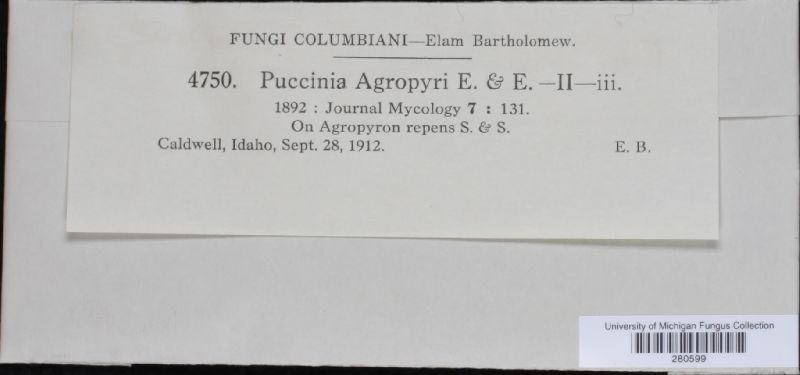 FUNGI COLUMBIANI—Elam Bartholomew.
4750. Puccinia Agropyri E. & E. —II—iii.
1892 : Journal Mycology 7 : 131.
On Agropyron repens S. & S.
Caldwell, Idaho, Sept. 28, 1912. E. B.
University of Michigan Fungus Collection
280599